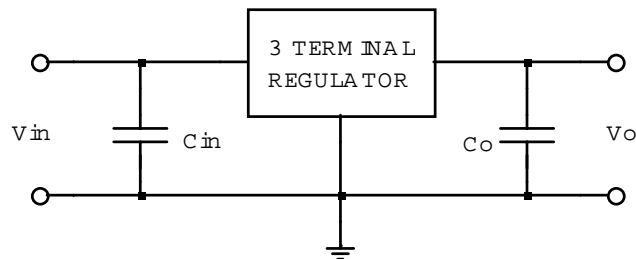 3 TERMINAL
REGULATOR
Vin
Cin
Co
Vo